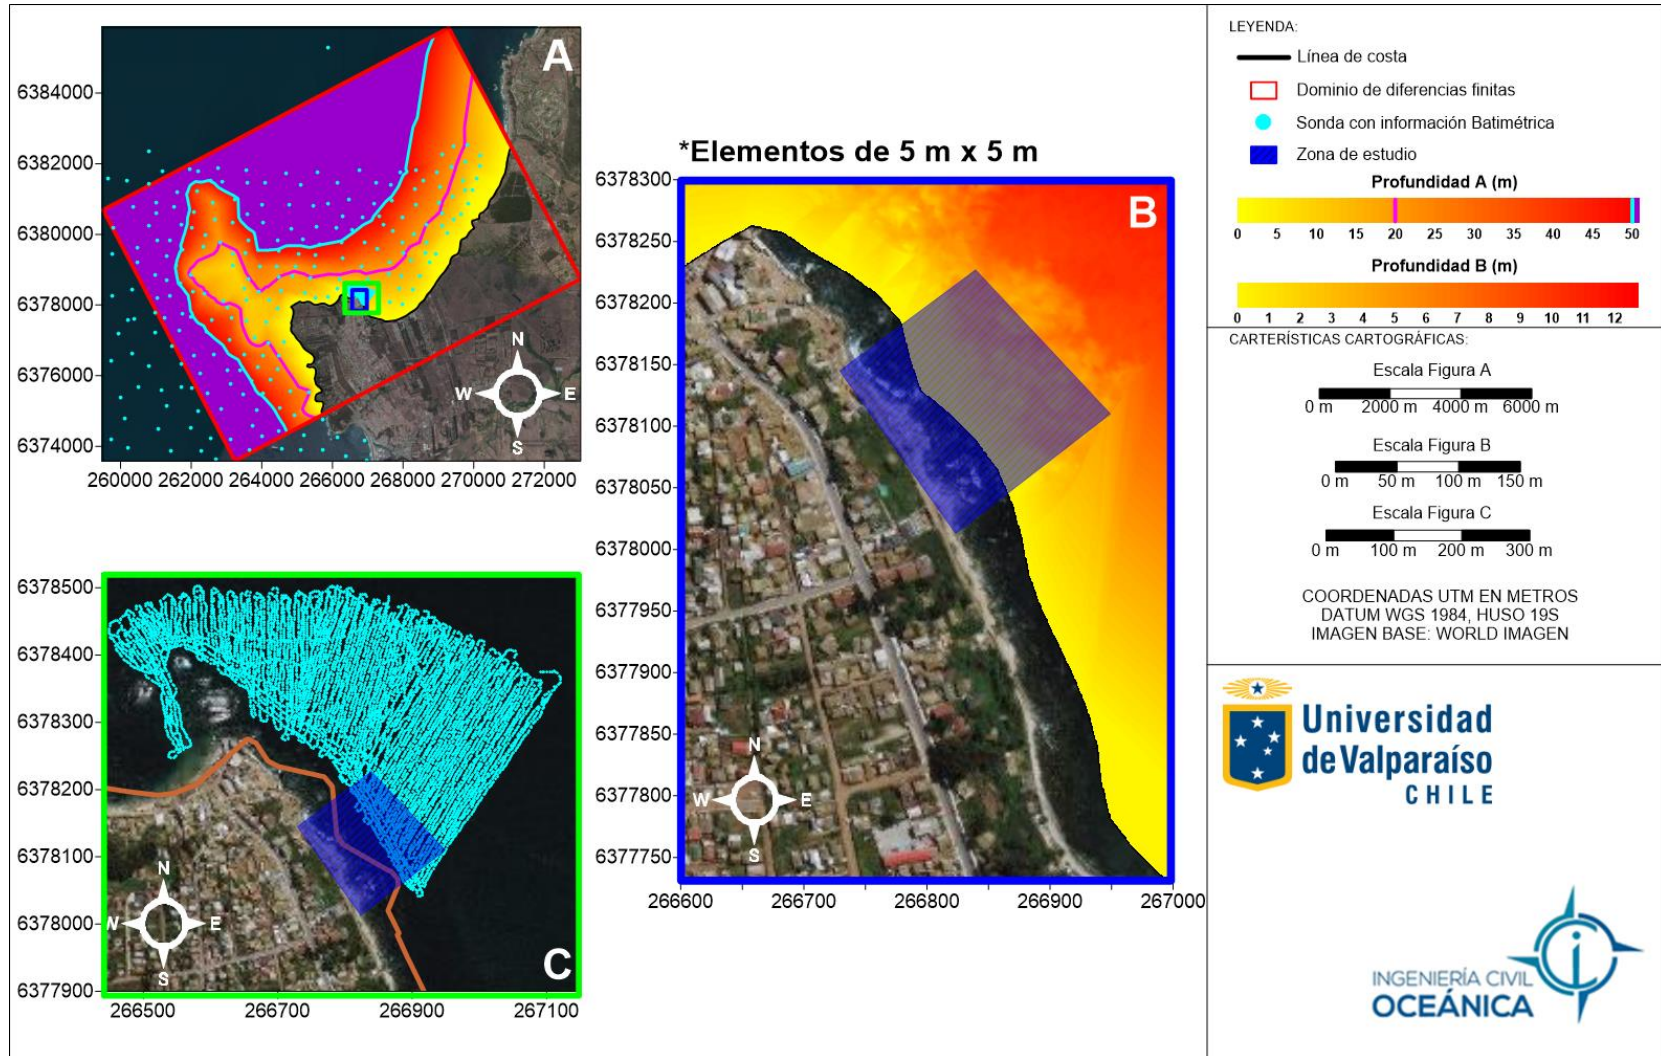 A
6384000
6382000
6380000
6378000
6376000
6374000
260000 262000 264000 266000 268000 270000 272000
N
W E
S
*Elementos de 5 m x 5 m
B
6378300
6378250
6378200
6378150
6378100
6378050
6378000
6377950
6377900
6377850
6377800
6377750
266600 266700 266800 266900 267000
N
W E
S
C
6378500
6378400
6378300
6378200
6378100
6378000
6377900
266500 266700 266900 267100
N
W E
S
LEYENDA:
Línea de costa
Dominio de diferencias finitas
Sonda con información Batimétrica
Zona de estudio
Profundidad A (m)
0 5 10 15 20 25 30 35 40 45 50
Profundidad B (m)
0 1 2 3 4 5 6 7 8 9 10 11 12
CARTERÍSTICAS CARTOGRÁFICAS:
Escala Figura A
0 m 2000 m 4000 m 6000 m
Escala Figura B
0 m 50 m 100 m 150 m
Escala Figura C
0 m 100 m 200 m 300 m
COORDENADAS UTM EN METROS
DATUM WGS 1984, HUSO 19S
IMAGEN BASE: WORLD IMAGEN
Universidad
de Valparaíso
CHILE
INGENIERÍA CIVIL
OCEÁNICA